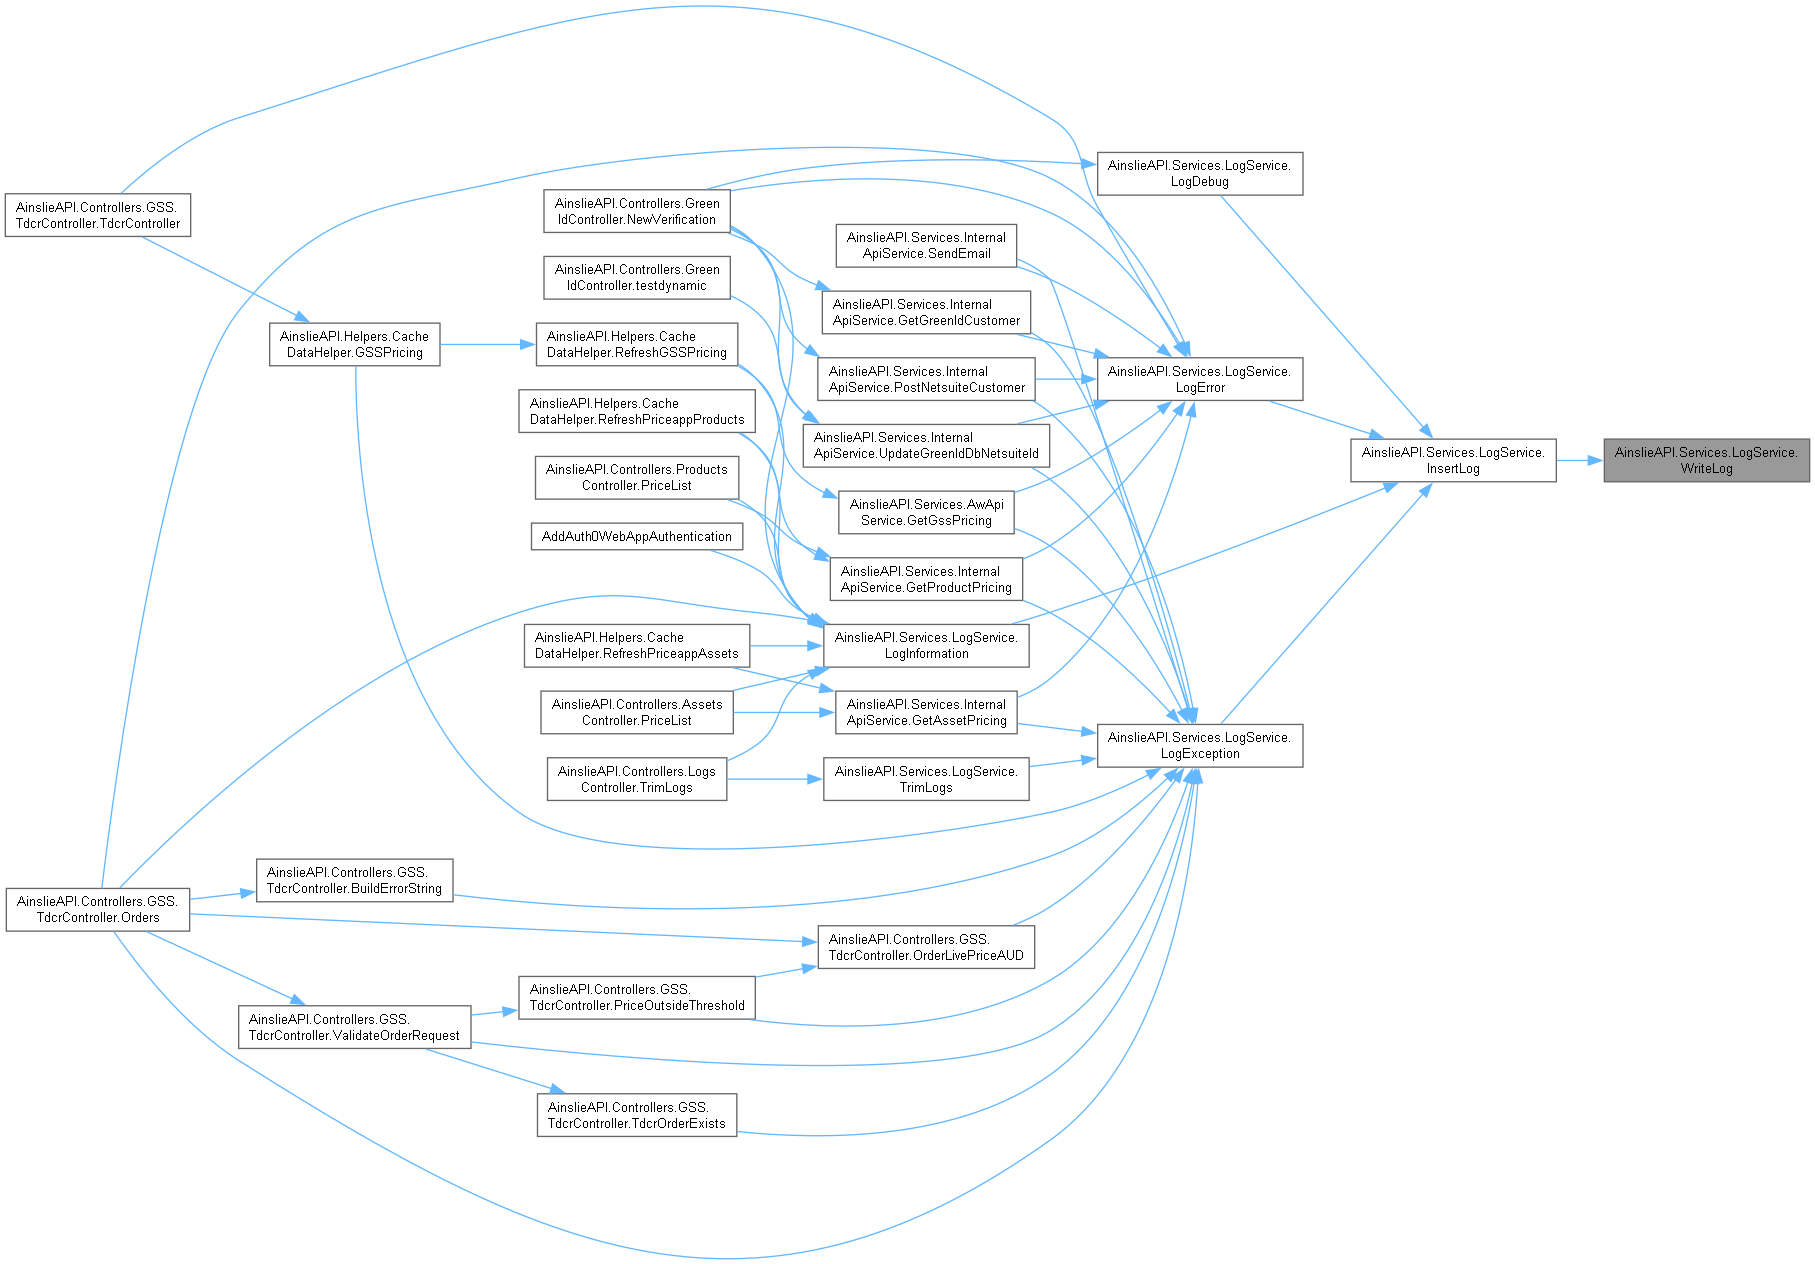 AinslieAPI.Services.LogService.
LogDebug
AinslieAPI.Controllers.GSS.
TdcrController.TdcrController
AinslieAPI.Controllers.Green
IdController.NewVerification
AinslieAPI.Services.Internal
ApiService.SendEmail
AinslieAPI.Controllers.Green
IdController.testdynamic
AinslieAPI.Services.Internal
ApiService.GetGreenIdCustomer
AinslieAPI.Helpers.Cache
DataHelper.GSSPricing
AinslieAPI.Helpers.Cache
DataHelper.RefreshGSSPricing
AinslieAPI.Services.Internal
ApiService.PostNetsuiteCustomer
AinslieAPI.Services.LogService.
LogError
AinslieAPI.Helpers.Cache
DataHelper.RefreshPriceappProducts
AinslieAPI.Services.Internal
ApiService.UpdateGreenIdDbNetsuiteId
AinslieAPI.Services.LogService.
InsertLog
AinslieAPI.Services.LogService.
WriteLog
AinslieAPI.Controllers.Products
Controller.PriceList
AinslieAPI.Services.AwApi
Service.GetGssPricing
AddAuth0WebAppAuthentication
AinslieAPI.Services.Internal
ApiService.GetProductPricing
AinslieAPI.Helpers.Cache
DataHelper.RefreshPriceappAssets
AinslieAPI.Services.LogService.
LogInformation
AinslieAPI.Controllers.Assets
Controller.PriceList
AinslieAPI.Services.Internal
ApiService.GetAssetPricing
AinslieAPI.Services.LogService.
LogException
AinslieAPI.Controllers.Logs
Controller.TrimLogs
AinslieAPI.Services.LogService.
TrimLogs
AinslieAPI.Controllers.GSS.
TdcrController.BuildErrorString
AinslieAPI.Controllers.GSS.
TdcrController.Orders
AinslieAPI.Controllers.GSS.
TdcrController.OrderLivePriceAUD
AinslieAPI.Controllers.GSS.
TdcrController.PriceOutsideThreshold
AinslieAPI.Controllers.GSS.
TdcrController.ValidateOrderRequest
AinslieAPI.Controllers.GSS.
TdcrController.TdcrOrderExists